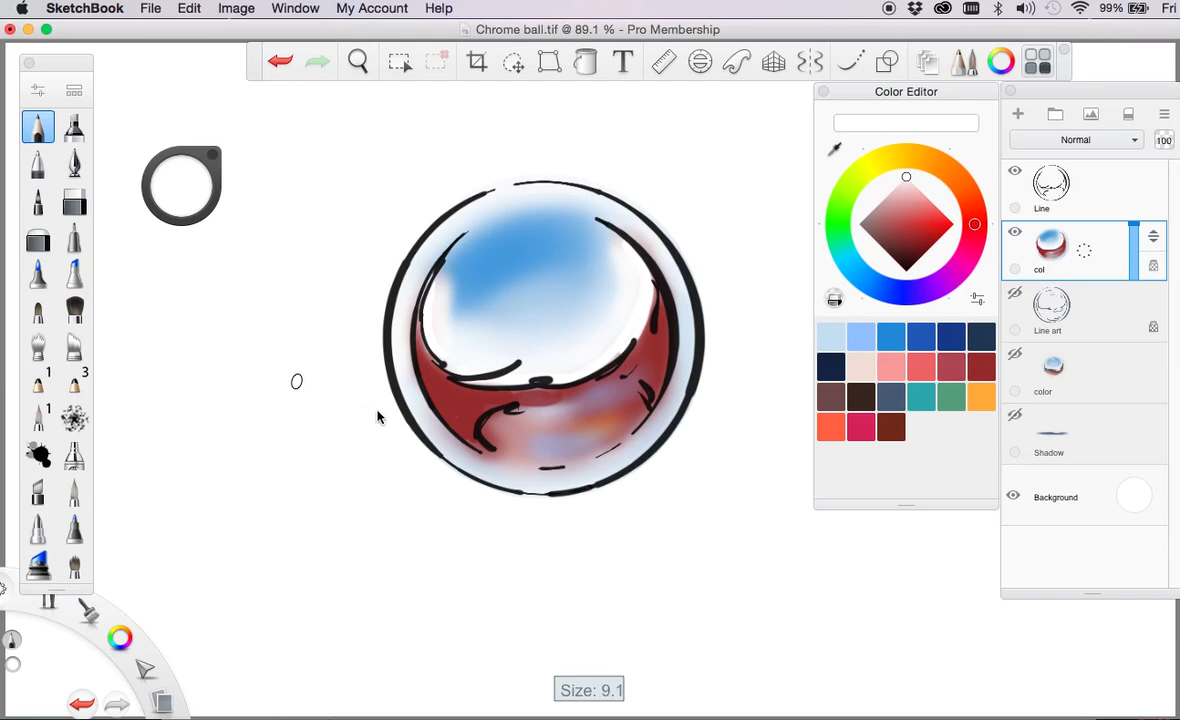 SketchBook File Edit Image Window My Account Help 99% Fri
Chrome ball.tif @ 89.1 % - Pro Membership
T
Color Editor
Normal 100
Line
col
Line art
color
Shadow
Background
1 3
1
Size: 9.1